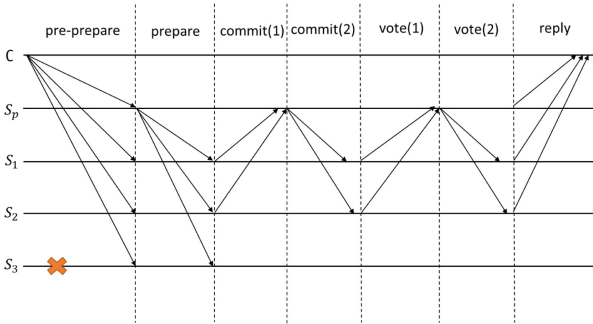 pre-prepare prepare commit(1) commit(2) vote(1) vote(2) reply
C
Sₚ
S₁
S₂
S₃